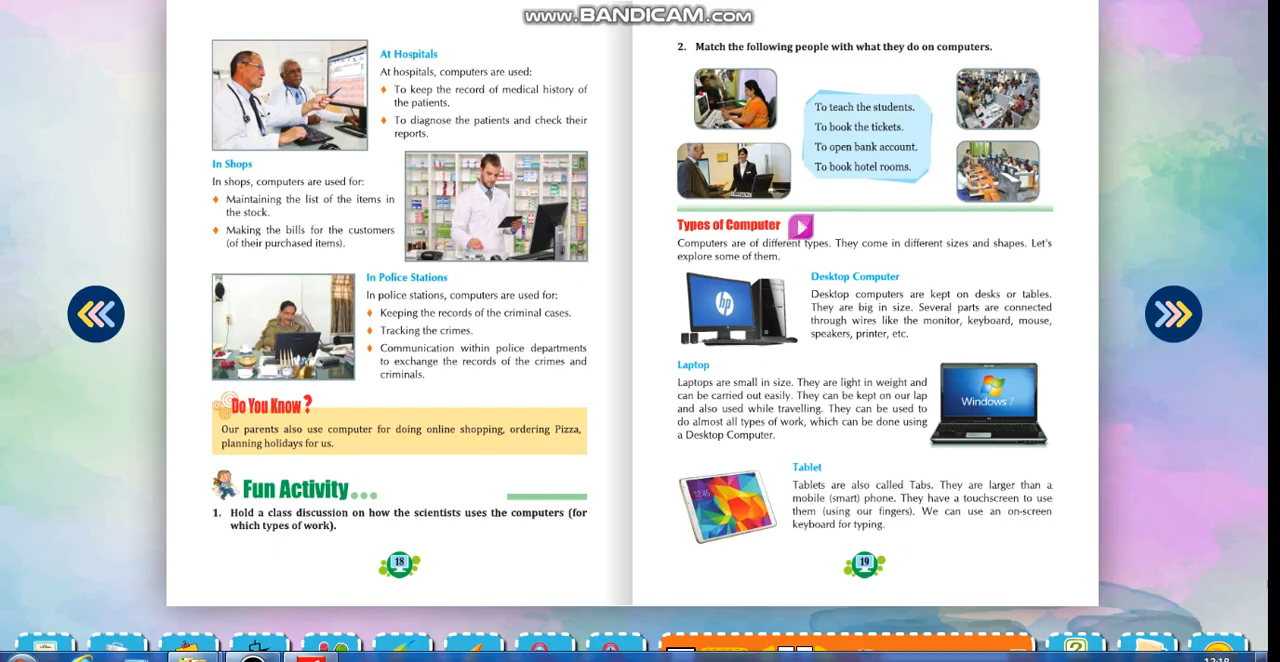 www.BANDICAM.com
At Hospitals
At hospitals, computers are used:
♦ To keep the record of medical history of
the patients.
♦ To diagnose the patients and check their
reports.
In Shops
In shops, computers are used for:
♦ Maintaining the list of the items in
the stock.
♦ Making the bills for the customers
(of their purchased items).
In Police Stations
In police stations, computers are used for:
♦ Keeping the records of the criminal cases.
♦ Tracking the crimes.
♦ Communication within police departments
to exchange the records of the crimes and
criminals.
Do You Know ?
Our parents also use computer for doing online shopping, ordering Pizza,
planning holidays for us.
Fun Activity...
1. Hold a class discussion on how the scientists uses the computers (for
which types of work).
18
2. Match the following people with what they do on computers.
To teach the students.
To book the tickets.
To open bank account.
To book hotel rooms.
Types of Computer
Computers are of different types. They come in different sizes and shapes. Let's
explore some of them.
Desktop Computer
Desktop computers are kept on desks or tables.
They are big in size. Several parts are connected
through wires like the monitor, keyboard, mouse,
speakers, printer, etc.
hp
Laptop
Laptops are small in size. They are light in weight and
can be carried out easily. They can be kept on our lap
and also used while travelling. They can be used to
do almost all types of work, which can be done using
a Desktop Computer.
Windows 7
Tablet
Tablets are also called Tabs. They are larger than a
mobile (smart) phone. They have a touchscreen to use
them (using our fingers). We can use an on-screen
keyboard for typing.
12:45
19